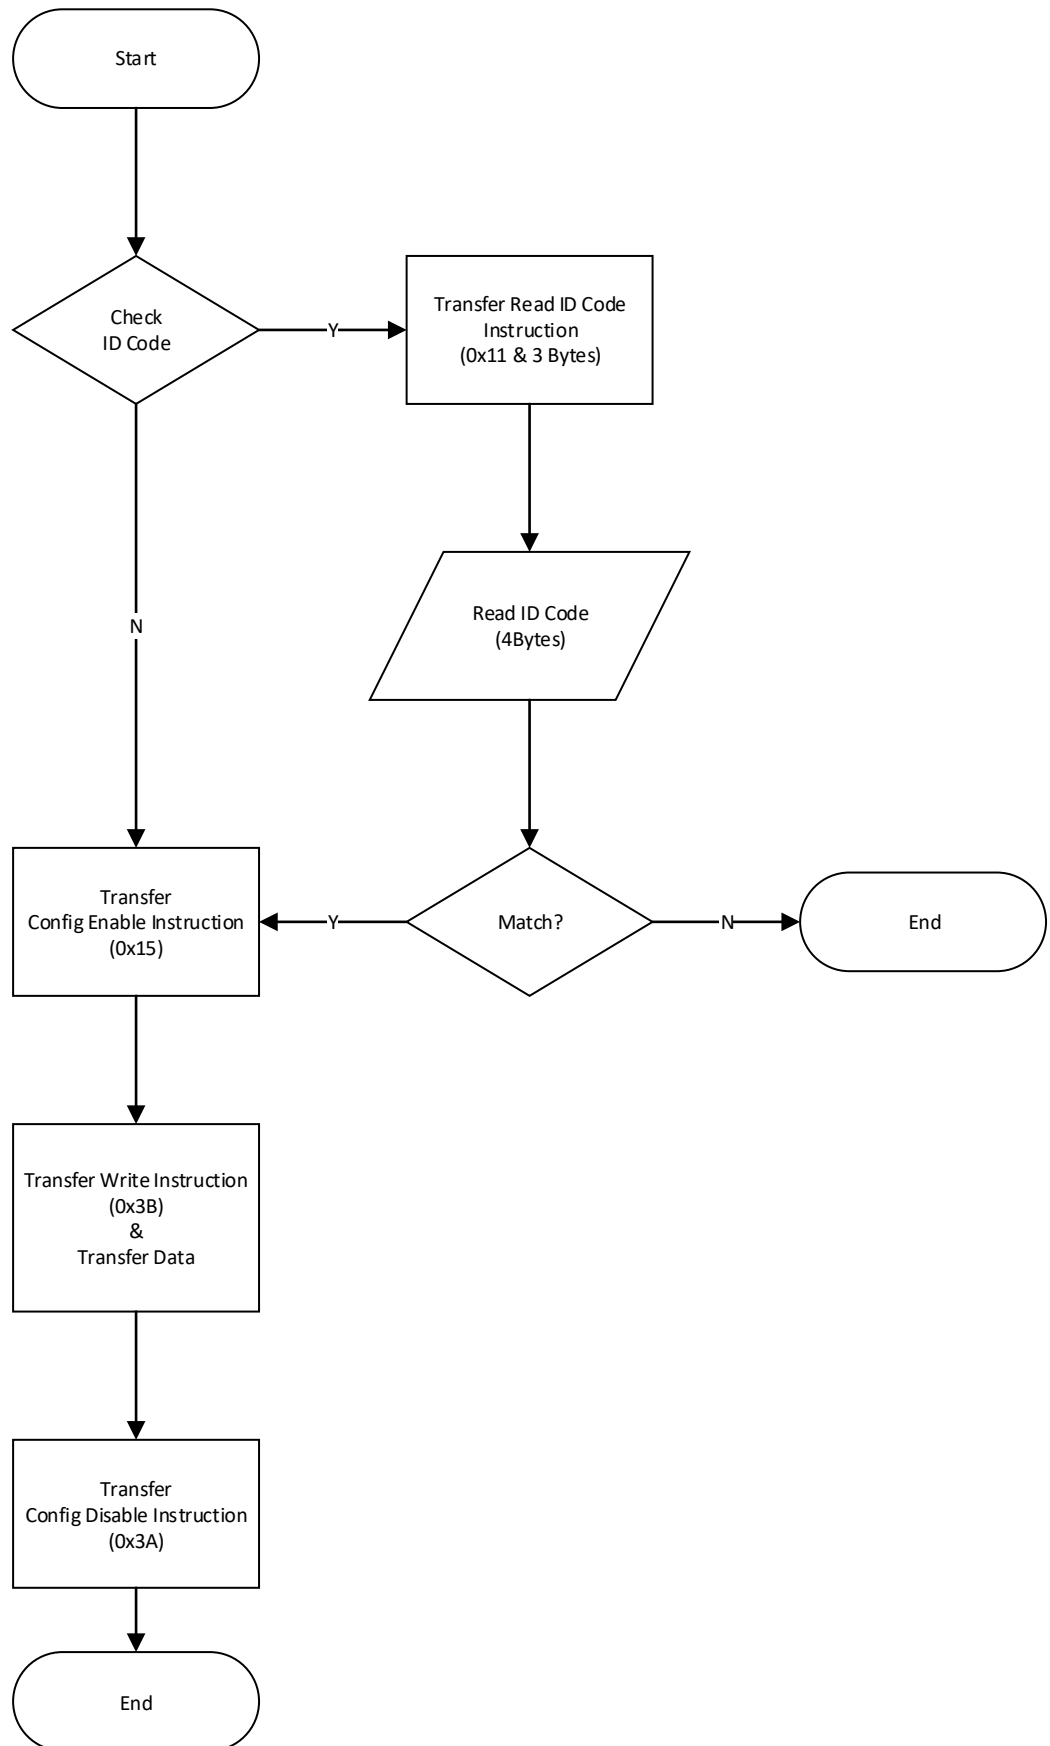 Start
Check
ID Code
Y
Transfer Read ID Code
Instruction
(0x11 & 3 Bytes)
N
Read ID Code
(4Bytes)
Transfer
Config Enable Instruction
(0x15)
Y
Match?
N
End
Transfer Write Instruction
(0x3B)
&
Transfer Data
Transfer
Config Disable Instruction
(0x3A)
End